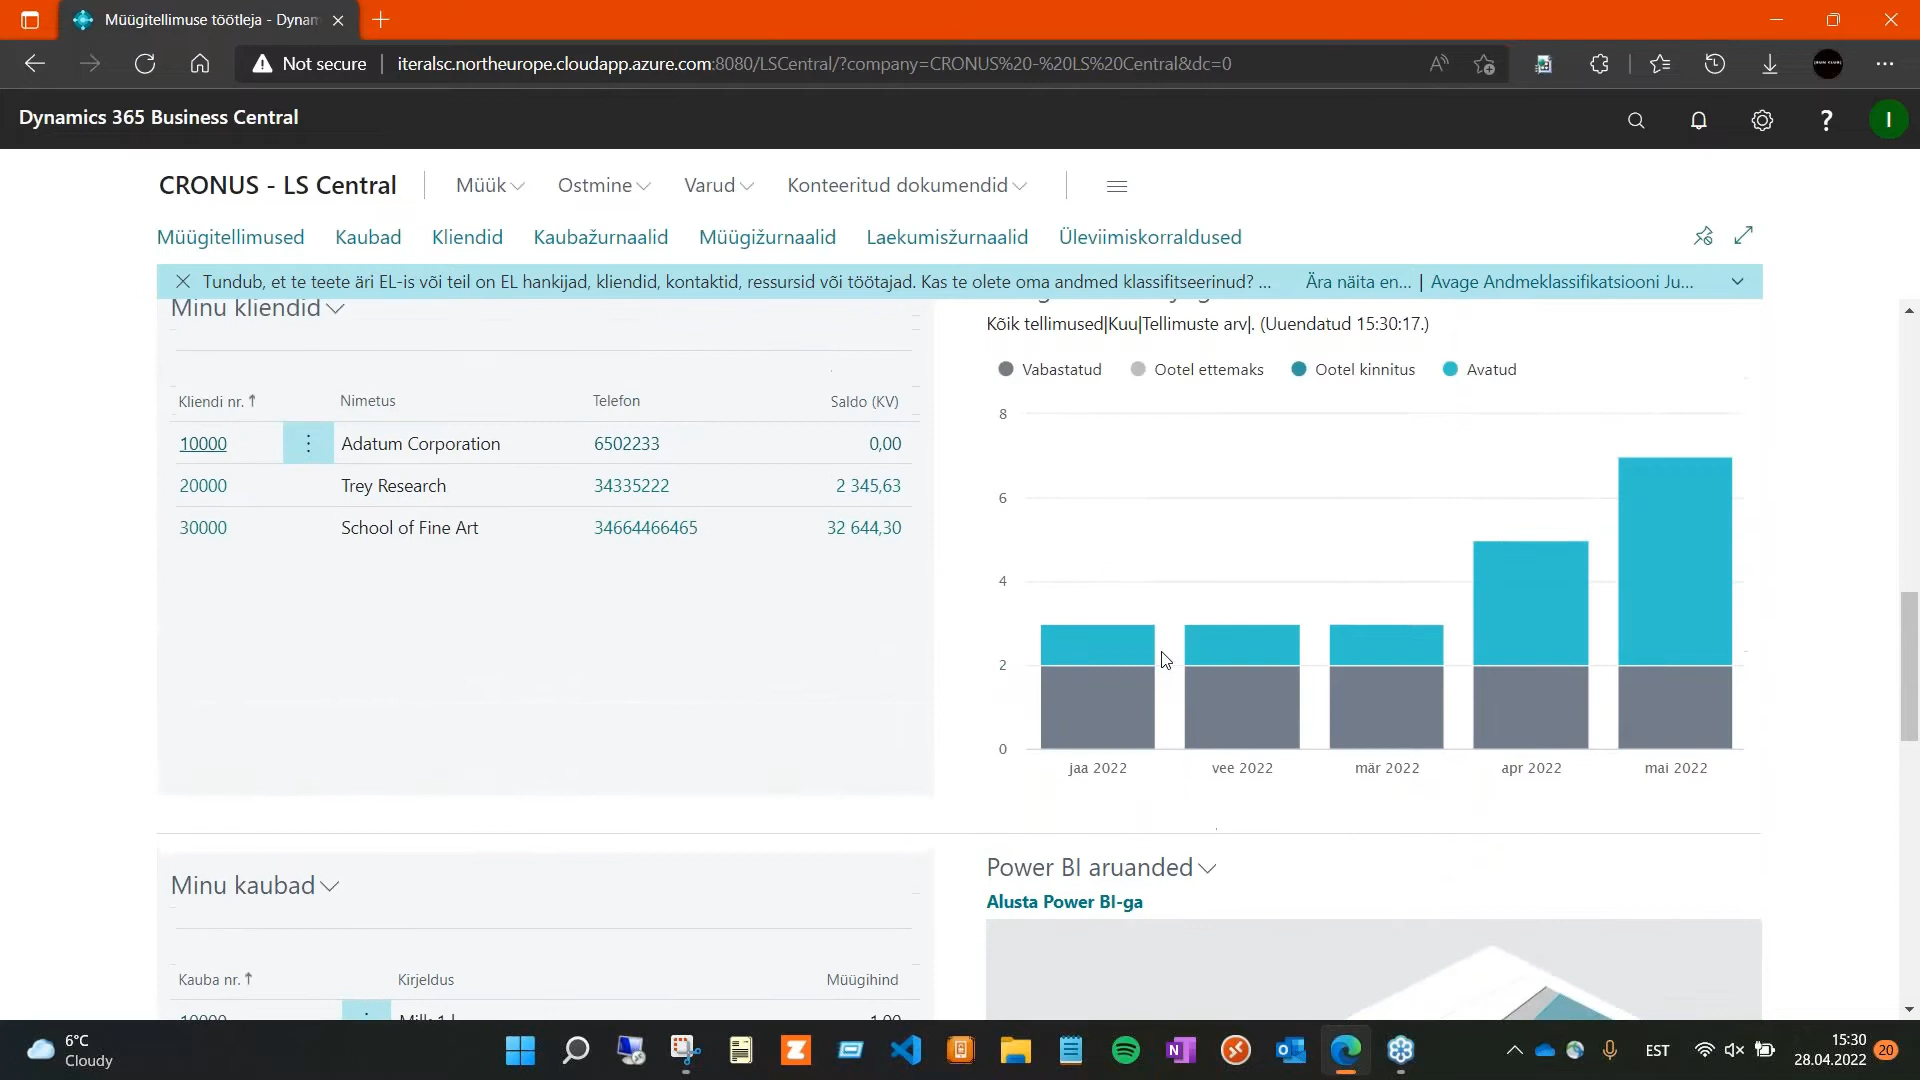 Müügitellimuse töötleja - Dynan
Not secure
iteralsc.northeurope.cloudapp.azure.com:8080/LSCentral/?company=CRONUS%20-%20LS%20Central&dc=0
Dynamics 365 Business Central
I
CRONUS - LS Central
Müük
Ostmine
Varud
Konteeritud dokumendid
Müügitellimused
Kaubad
Kliendid
Kaubažurnaalid
Müügižurnaalid
Laekumisžurnaalid
Üleviimiskorraldused
Tundub, et te teete äri EL-is või teil on EL hankijad, kliendid, kontaktid, ressursid või töötajad. Kas te olete oma andmed klassifitseerinud? ...
Ära näita en... | Avage Andmeklassifikatsiooni Ju...
Minu kliendid
Kliendi nr. ↑ Nimetus Telefon Saldo (KV)
10000 Adatum Corporation 6502233 0,00
20000 Trey Research 34335222 2 345,63
30000 School of Fine Art 34664466465 32 644,30
Kõik tellimused|Kuu|Tellimuste arv|. (Uuendatud 15:30:17.)
Vabastatud Ootel ettemaks Ootel kinnitus Avatud
8
6
4
2
0
jaa 2022 vee 2022 mär 2022 apr 2022 mai 2022
Minu kaubad
Kauba nr. ↑ Kirjeldus Müügihind
10000 Milk 1 l 1,00
Power BI aruanded
Alusta Power BI-ga
6°C
Cloudy
EST
15:30
28.04.2022
20